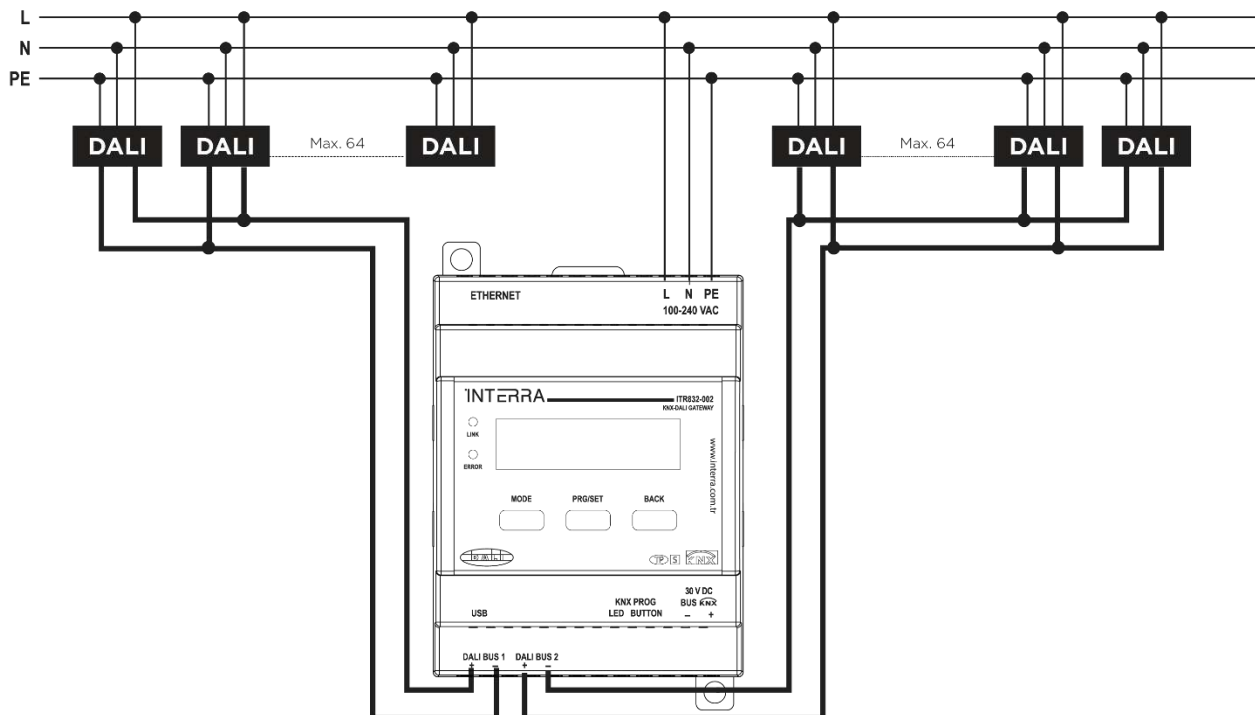 L
N
PE
DALI DALI Max. 64 DALI DALI Max. 64 DALI DALI
ETHERNET
L N PE
100-240 VAC
INTERRA
ITR832-002
KNX-DALI GATEWAY
LINK
ERROR
www.interra.com.tr
MODE PRG/SET BACK
KNX
USB
KNX PROG
LED BUTTON
30 V DC
BUS KNX
- +
DALI BUS 1 DALI BUS 2
+ - + -